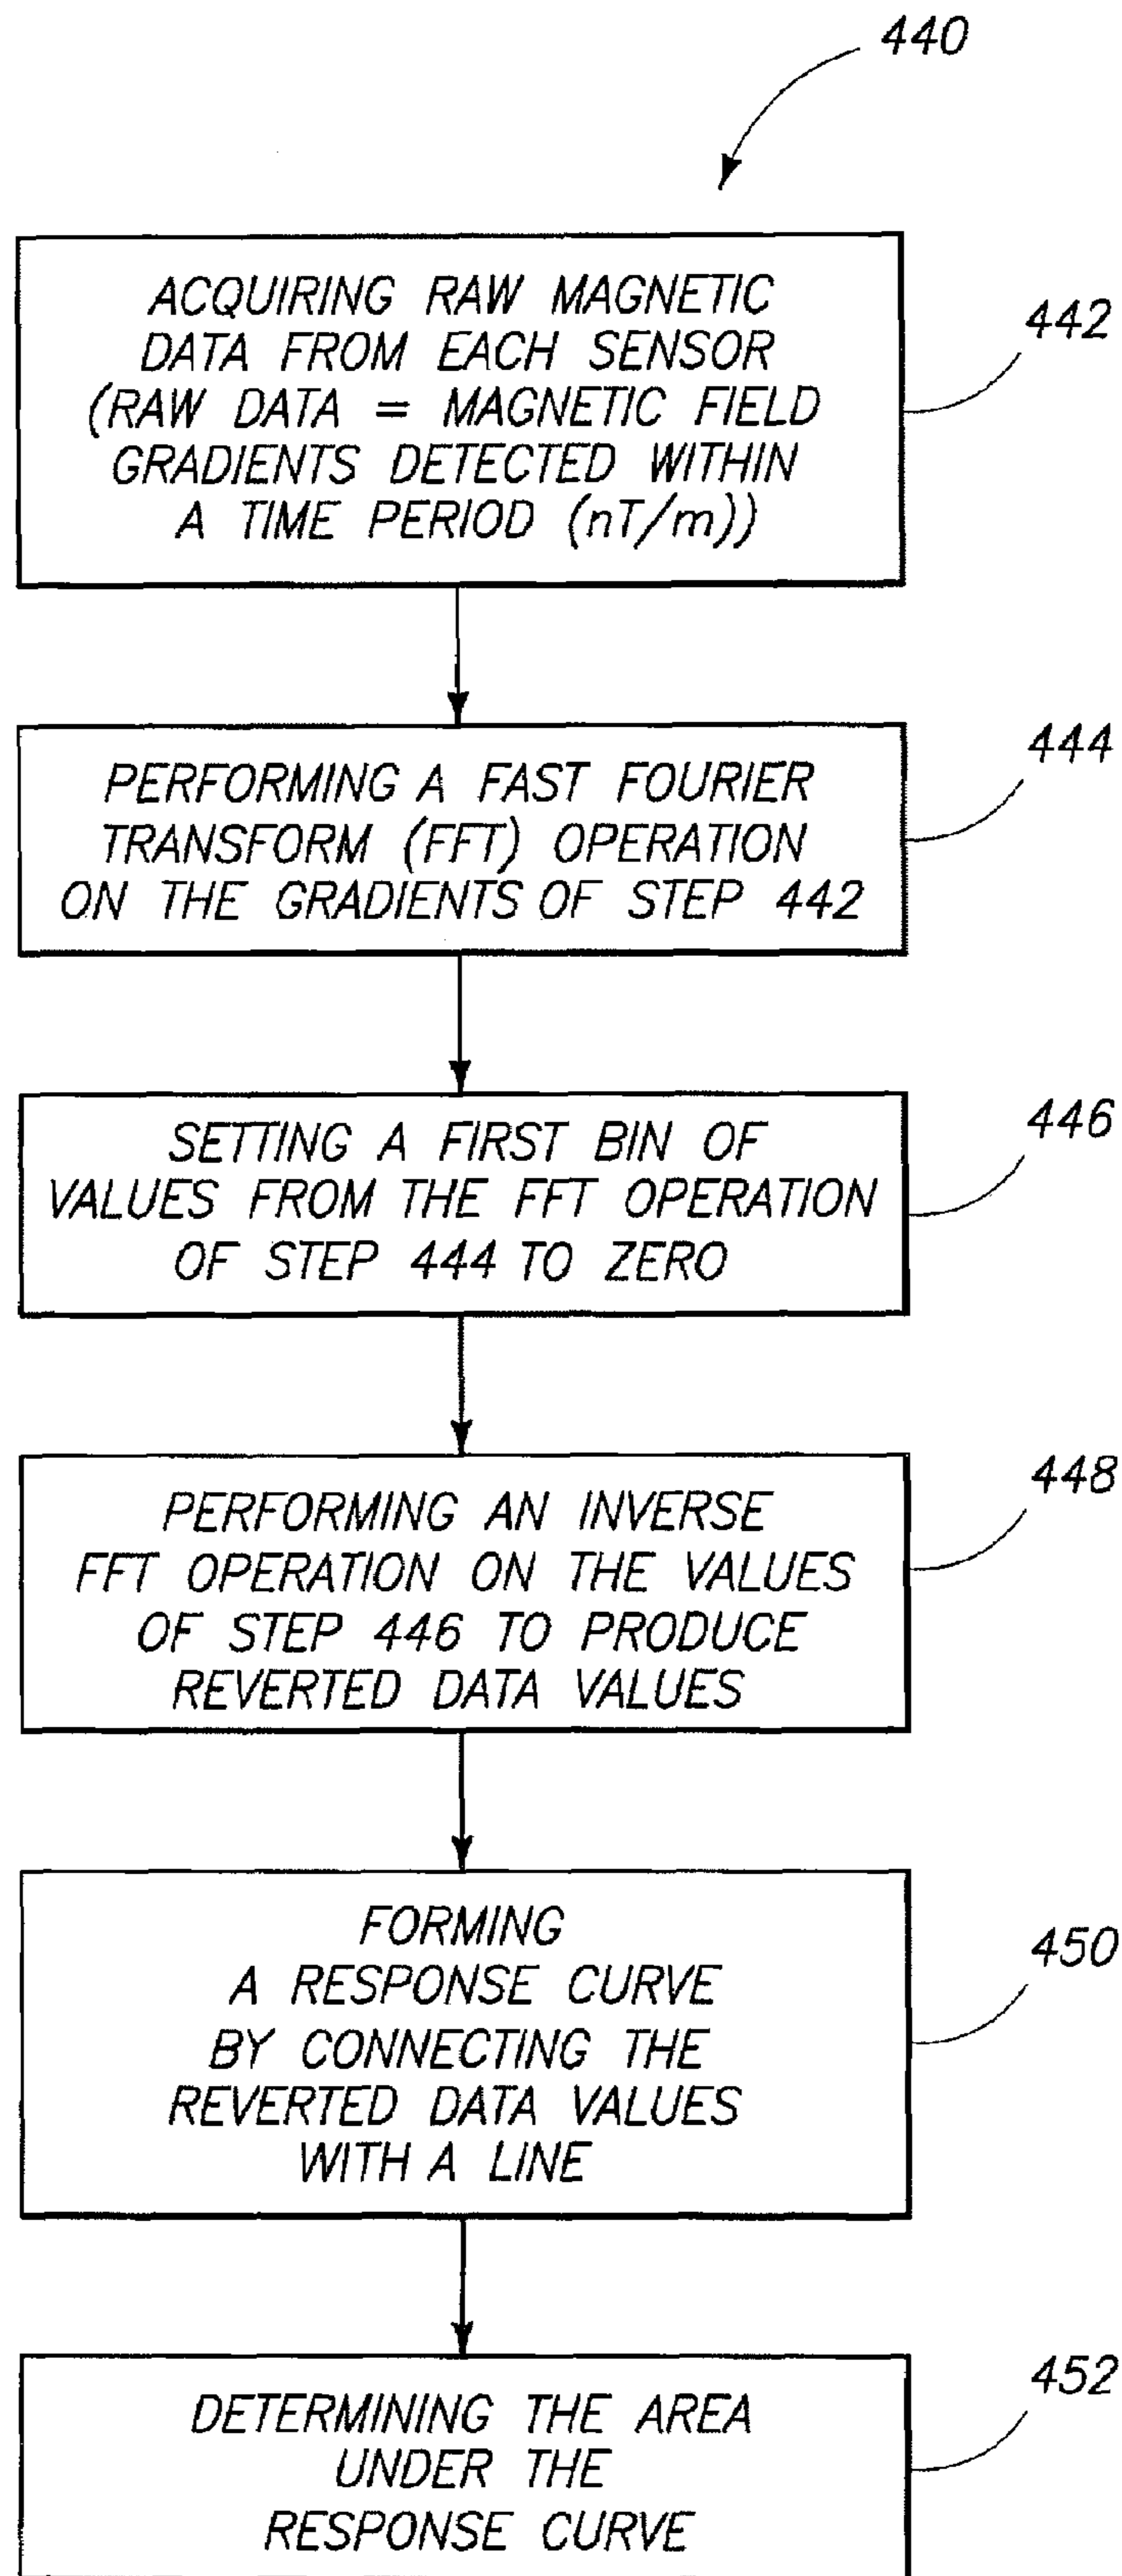 440
ACQUIRING RAW MAGNETIC
DATA FROM EACH SENSOR
(RAW DATA = MAGNETIC FIELD
GRADIENTS DETECTED WITHIN
A TIME PERIOD (nT/m))
442
PERFORMING A FAST FOURIER
TRANSFORM (FFT) OPERATION
ON THE GRADIENTS OF STEP 442
444
SETTING A FIRST BIN OF
VALUES FROM THE FFT OPERATION
OF STEP 444 TO ZERO
446
PERFORMING AN INVERSE
FFT OPERATION ON THE VALUES
OF STEP 446 TO PRODUCE
REVERTED DATA VALUES
448
FORMING
A RESPONSE CURVE
BY CONNECTING THE
REVERTED DATA VALUES
WITH A LINE
450
DETERMINING THE AREA
UNDER THE
RESPONSE CURVE
452